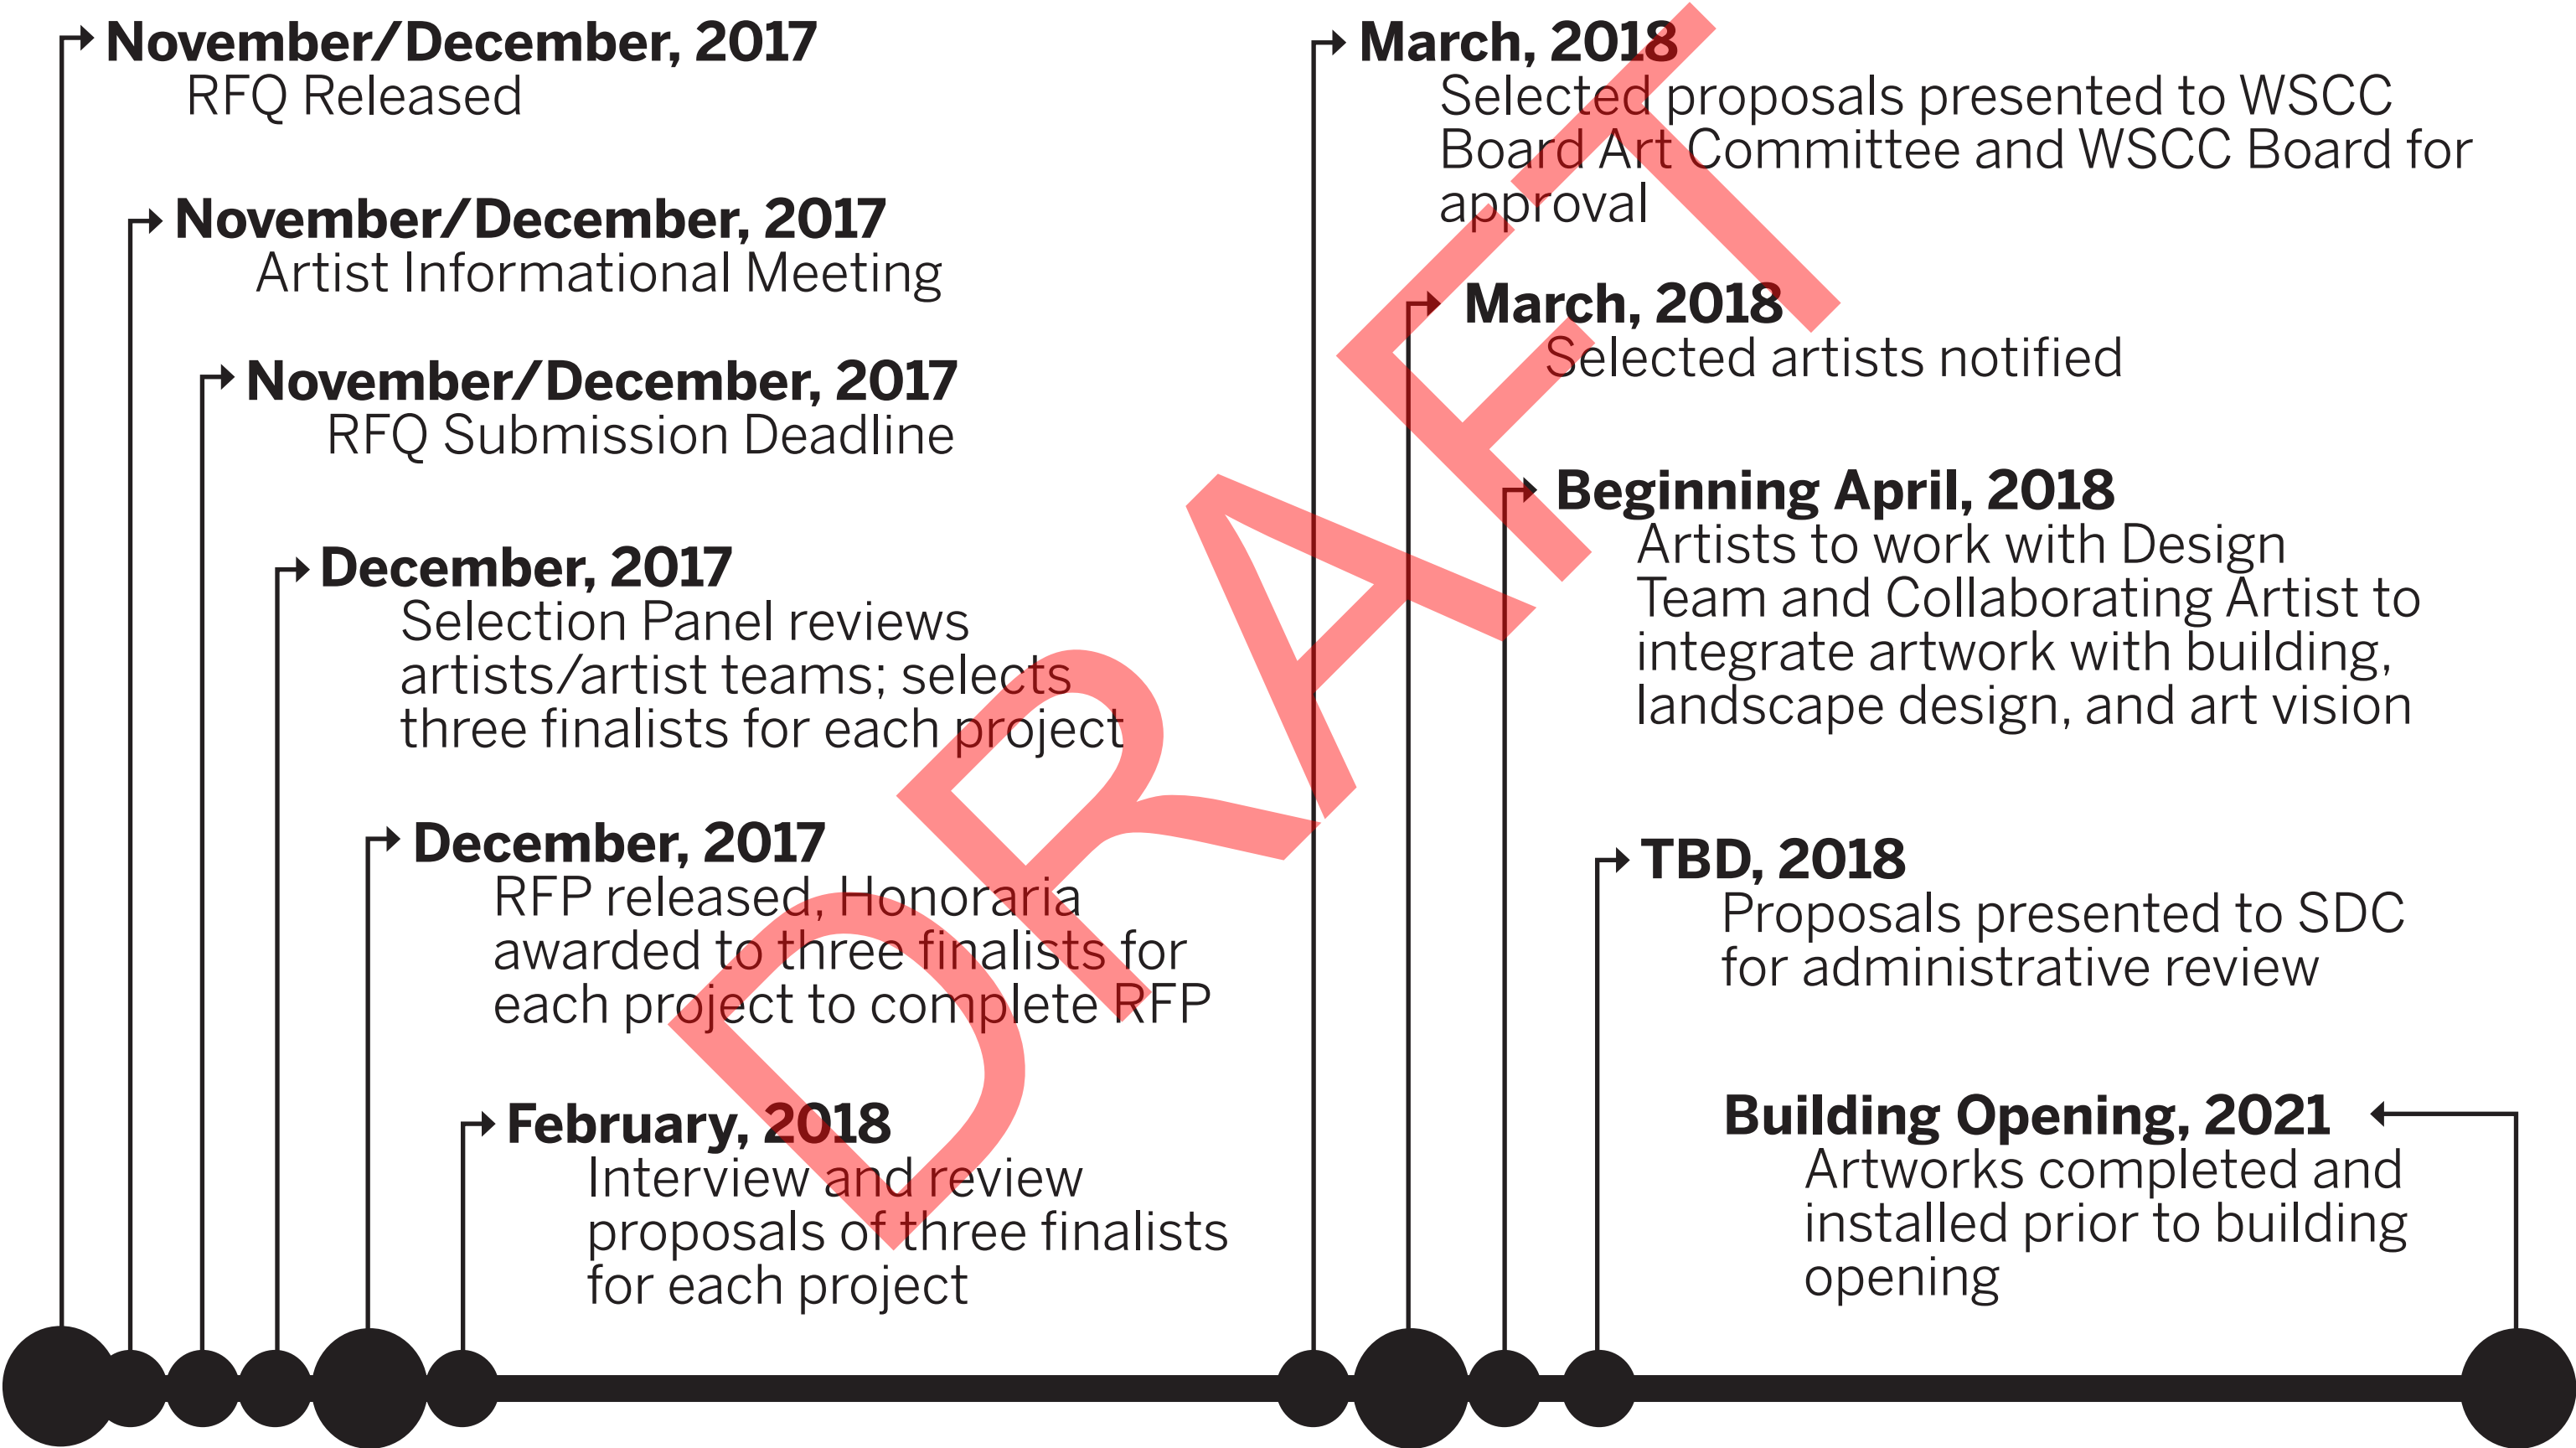 November/December, 2017
RFQ Released
November/December, 2017
Artist Informational Meeting
November/December, 2017
RFQ Submission Deadline
December, 2017
Selection Panel reviews
artists/artist teams; selects
three finalists for each project
December, 2017
RFP released, Honoraria
awarded to three finalists for
each project to complete RFP
February, 2018
Interview and review
proposals of three finalists
for each project
March, 2018
Selected proposals presented to WSCC
Board Art Committee and WSCC Board for
approval
March, 2018
Selected artists notified
Beginning April, 2018
Artists to work with Design
Team and Collaborating Artist to
integrate artwork with building,
landscape design, and art vision
TBD, 2018
Proposals presented to SDC
for administrative review
Building Opening, 2021
Artworks completed and
installed prior to building
opening
DRAFT